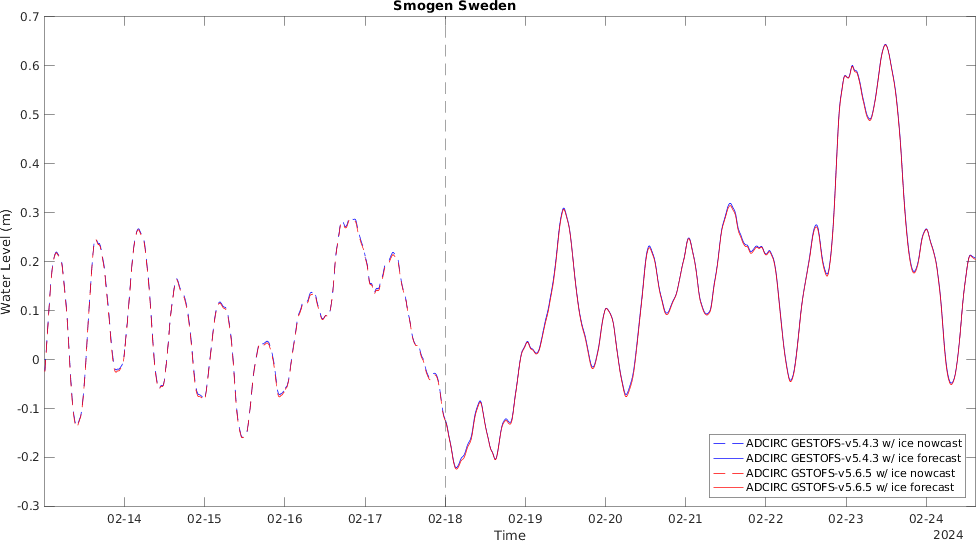 Smogen Sweden
0.7
0.6
0.5
0.4
0.3
0.2
0.1
0
-0.1
-0.2
-0.3
Water Level (m)
02-14 02-15 02-16 02-17 02-18 02-19 02-20 02-21 02-22 02-23 02-24
Time
2024
ADCIRC GESTOFS-v5.4.3 w/ ice nowcast
ADCIRC GESTOFS-v5.4.3 w/ ice forecast
ADCIRC GSTOFS-v5.6.5 w/ ice nowcast
ADCIRC GSTOFS-v5.6.5 w/ ice forecast